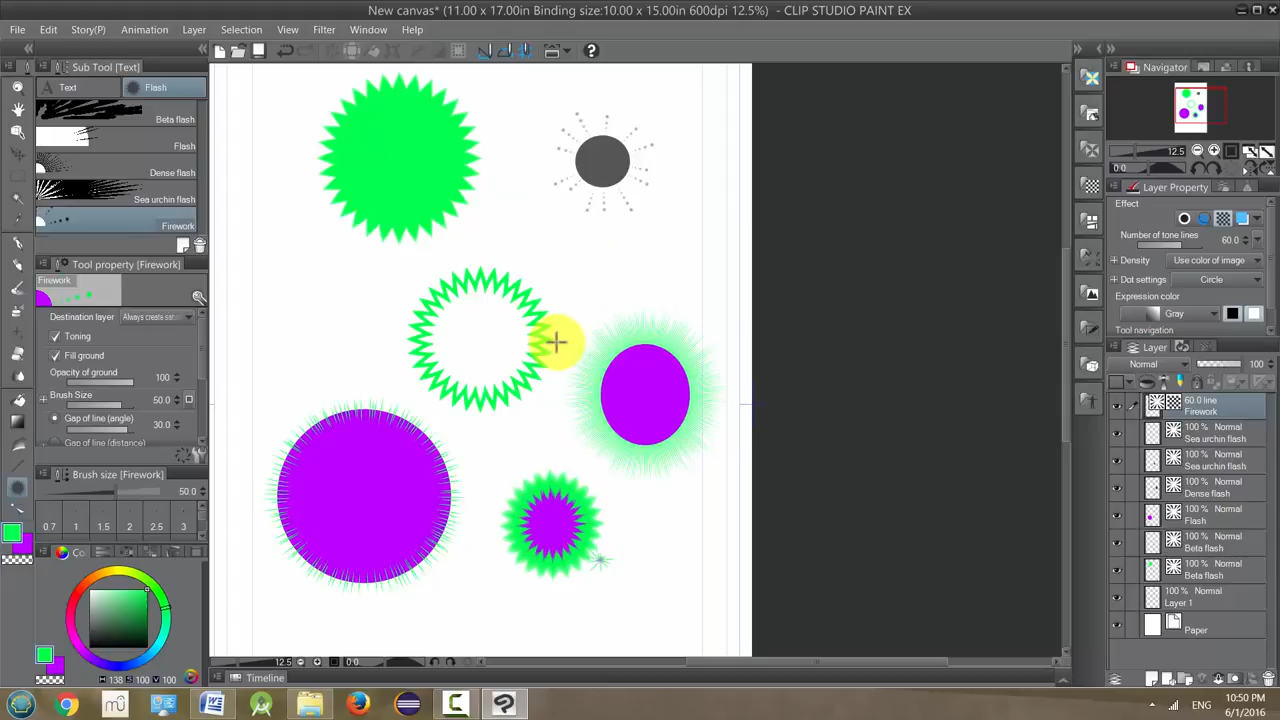 New canvas* (11.00 x 17.00in Binding size:10.00 x 15.00in 600dpi 12.5%) - CLIP STUDIO PAINT EX
File Edit Story(P) Animation Layer Selection View Filter Window Help
Sub Tool [Text]
Text Flash
Beta flash
Flash
Dense flash
Sea urchin flash
Firework
Tool property [Firework]
Firework
Destination layer Always create
Toning
Fill ground
Opacity of ground 100
Brush Size 50.0
Gap of line (angle) 30.0
Gap of line (distance)
Brush size [Firework]
50.0
0.7 1 1.5 2 2.5
Co
H 138 S 100 V 100
12.5 0.0
Timeline
Navigator
12.5
0.0
Layer Property
Effect
Number of tone lines 60.0
Density Use color of image
Dot settings Circle
Expression color
Gray
Tone navigation
Layer
Normal 100
60.0 line
Firework
100 % Normal
Sea urchin flash
100 % Normal
Sea urchin flash
100 % Normal
Dense flash
100 % Normal
Flash
100 % Normal
Beta flash
100 % Normal
Beta flash
100 % Normal
Layer 1
Paper
ENG
10:50 PM
6/1/2016